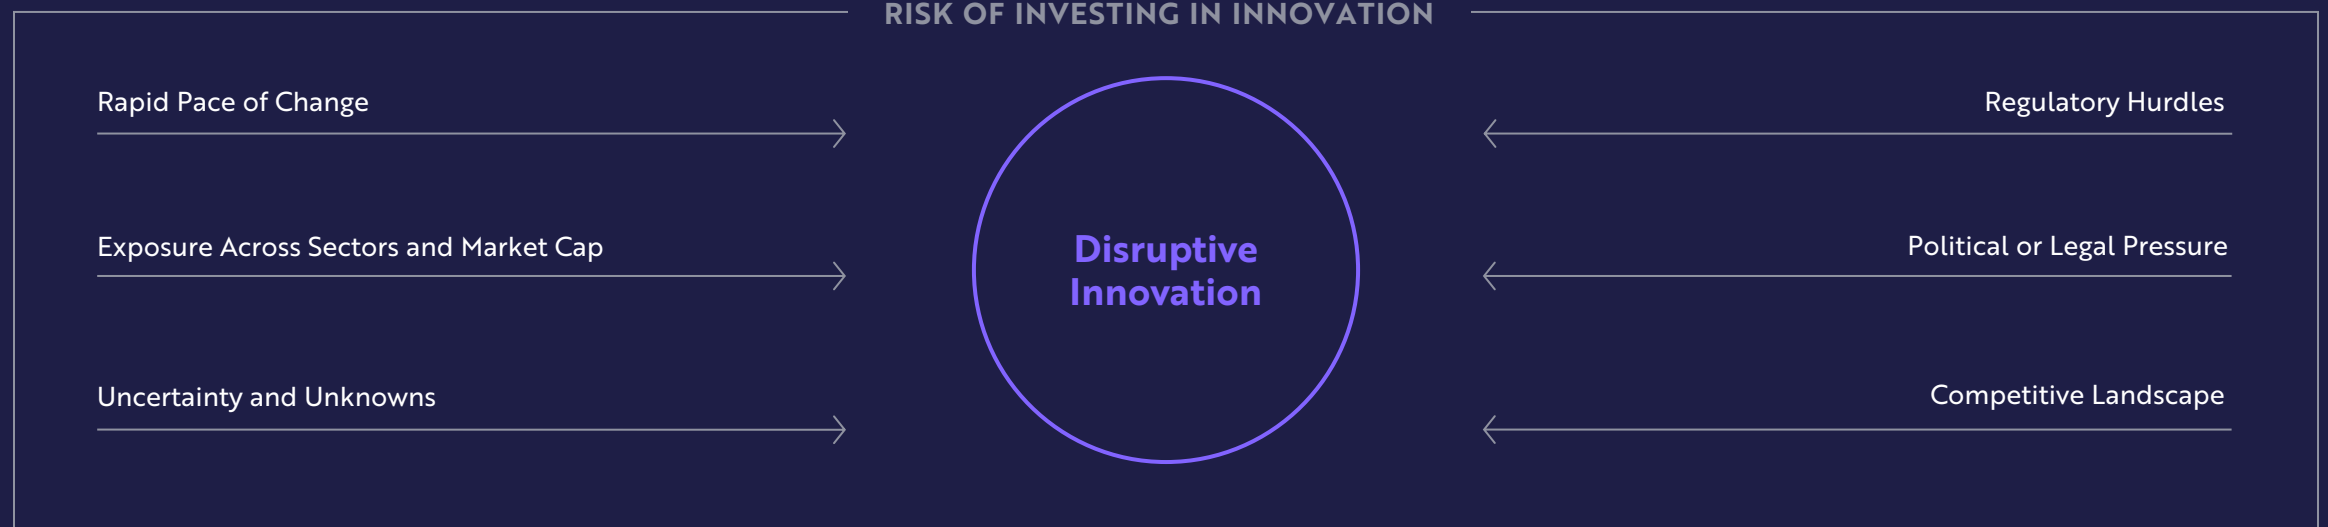 RISK OF INVESTING IN INNOVATION
Rapid Pace of Change
Exposure Across Sectors and Market Cap
Uncertainty and Unknowns
Disruptive
Innovation
Regulatory Hurdles
Political or Legal Pressure
Competitive Landscape